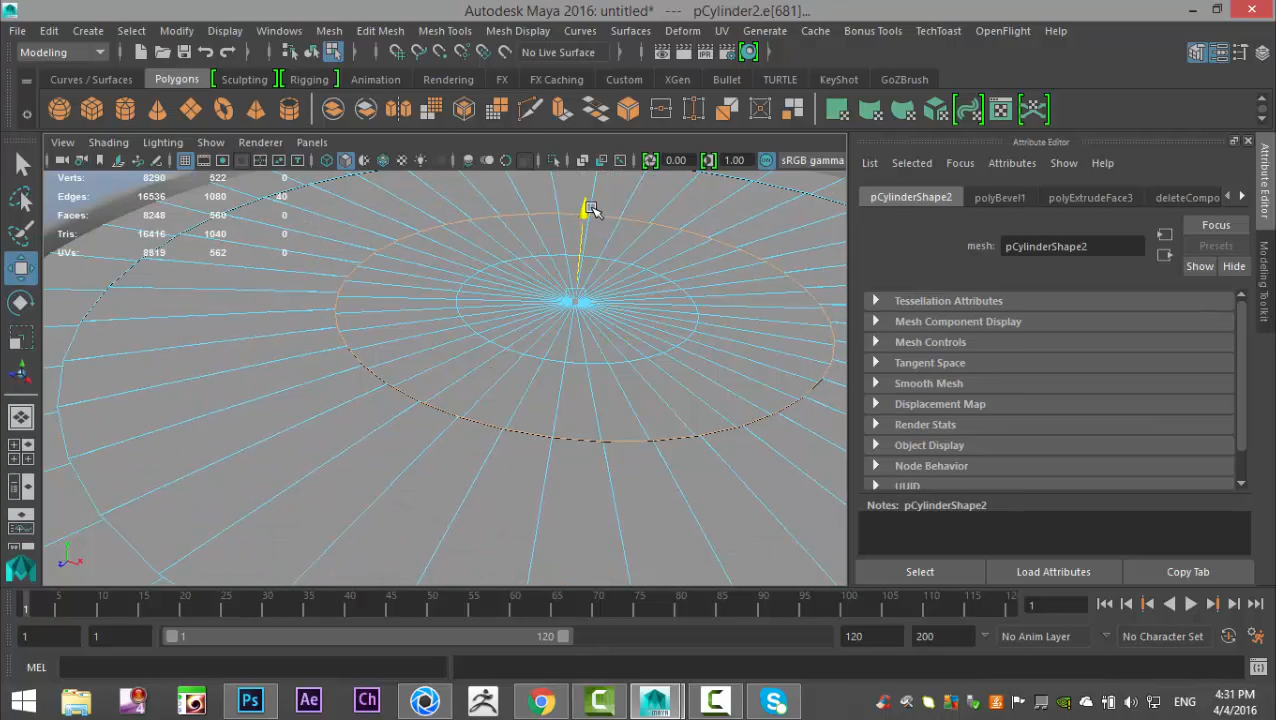 Autodesk Maya 2016: untitled* --- pCylinder2.e[681]...
File Edit Create Select Modify Display Windows Mesh Edit Mesh Mesh Tools Mesh Display Curves Surfaces Deform UV Generate Cache Bonus Tools TechToast OpenFlight Help
Modeling No Live Surface
Curves / Surfaces Polygons Sculpting Rigging Animation Rendering FX FX Caching Custom XGen Bullet TURTLE KeyShot GoZBrush
View Shading Lighting Show Renderer Panels Attribute Editor
0.00 1.00 sRGB gamma
List Selected Focus Attributes Show Help
Verts: 8290 522 0
Edges: 16536 1080 40
Faces: 8248 560 0
Tris: 16416 1040 0
UVs: 8819 562 0
pCylinderShape2 polyBevel1 polyExtrudeFace3 deleteCompo
Focus
mesh: pCylinderShape2
Presets
Show Hide
Tessellation Attributes
Mesh Component Display
Mesh Controls
Tangent Space
Smooth Mesh
Displacement Map
Render Stats
Object Display
Node Behavior
UUID
Notes: pCylinderShape2
Select Load Attributes Copy Tab
Attribute Editor
Modeling Toolkit
5 10 15 20 25 30 35 40 45 50 55 60 65 70 75 80 85 90 95 100 105 110 115 12
1 1
1 1 1 120 120 200 No Anim Layer No Character Set
MEL
Ps Ae Ch ENG
4:31 PM
4/4/2016